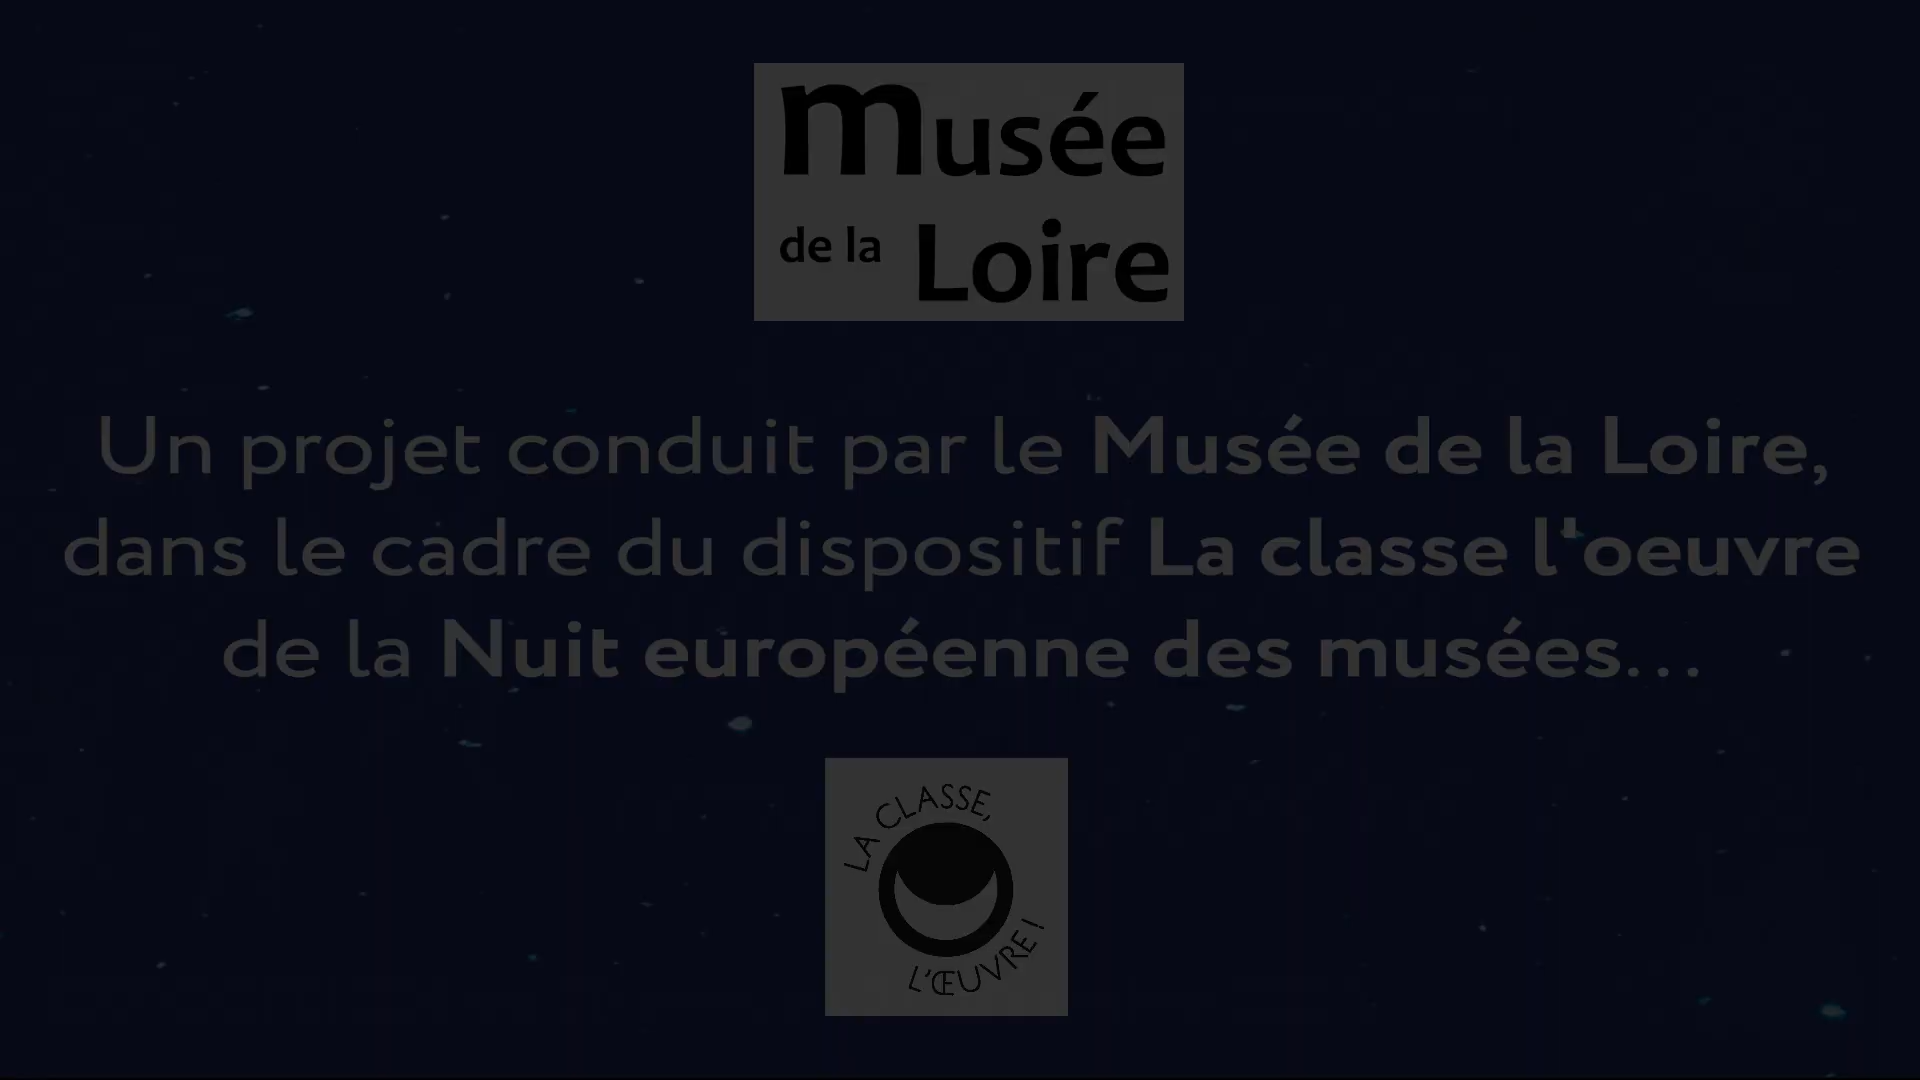 Musée
de la Loire
Un projet conduit par le Musée de la Loire,
dans le cadre du dispositif La classe l'oeuvre
de la Nuit européenne des musées...
LA CLASSE,
L'ŒUVRE !